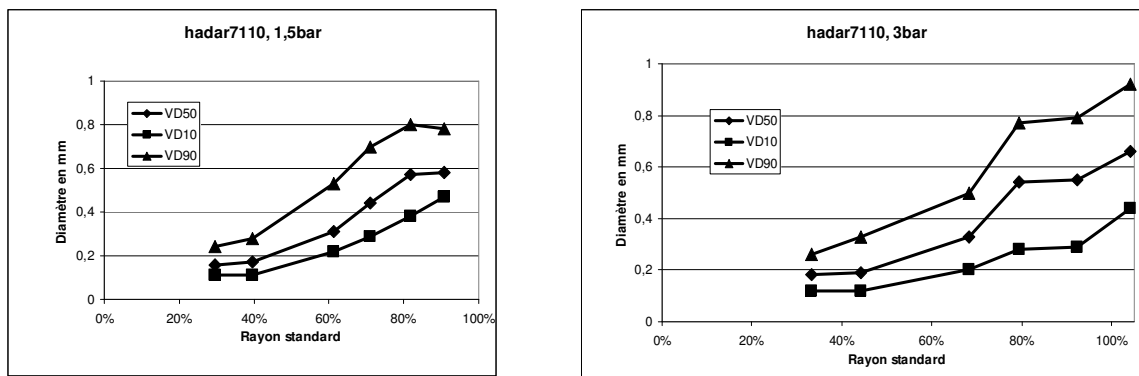 hadar7110, 1,5bar
1
0,8
0,6
0,4
0,2
0
Diamètre en mm
VD50
VD10
VD90
0% 20% 40% 60% 80% 100%
Rayon standard
hadar7110, 3bar
1
0,8
0,6
0,4
0,2
0
Diamètre en mm
VD50
VD10
VD90
0% 20% 40% 60% 80% 100%
Rayon standard